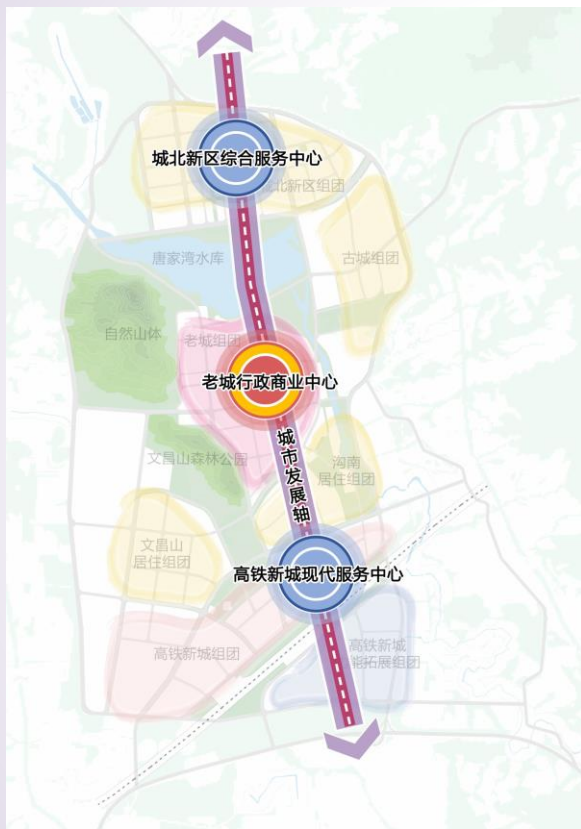 城北新区综合服务中心
城北新区组团
唐家湾水库
古城组团
自然山体
老城组团
老城行政商业中心
城市发展轴
文昌山森林公园
沟南
居住组团
文昌山
居住组团
高铁新城现代服务中心
高铁新城组团
高铁新城
能拓展组团